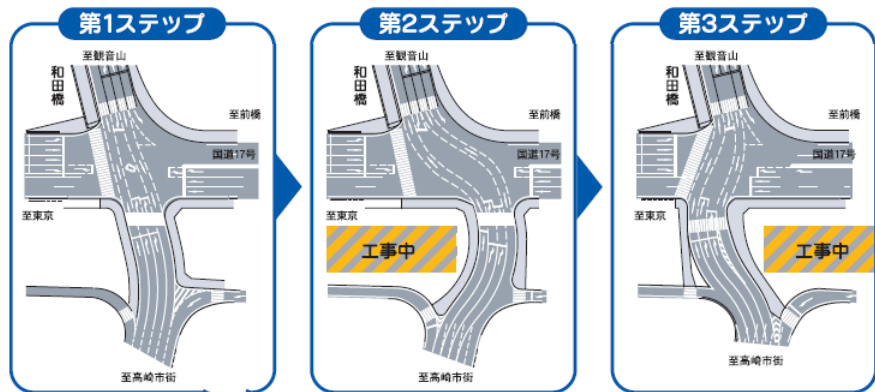 第1ステップ
至観音山
和田橋
至前橋
国道17号
至東京
至高崎市街
第2ステップ
至観音山
和田橋
至前橋
国道17号
至東京
工事中
至高崎市街
第3ステップ
至観音山
和田橋
至前橋
国道17号
至東京
工事中
至高崎市街